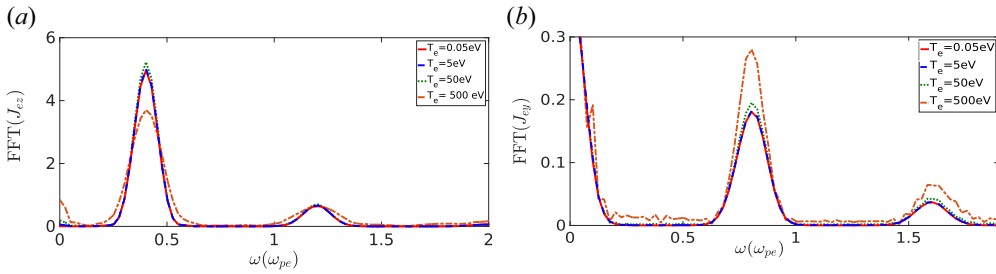 (a)
6
4
2
0
FFT(J_ez)
0 0.5 1 1.5 2
ω(ω_pe)
T_e=0.05eV
T_e=5eV
T_e=50eV
T_e= 500 eV
(b)
0.3
0.2
0.1
0
FFT(J_ey)
0 0.5 1 1.5
ω(ω_pe)
T_e=0.05eV
T_e=5eV
T_e=50eV
T_e=500eV